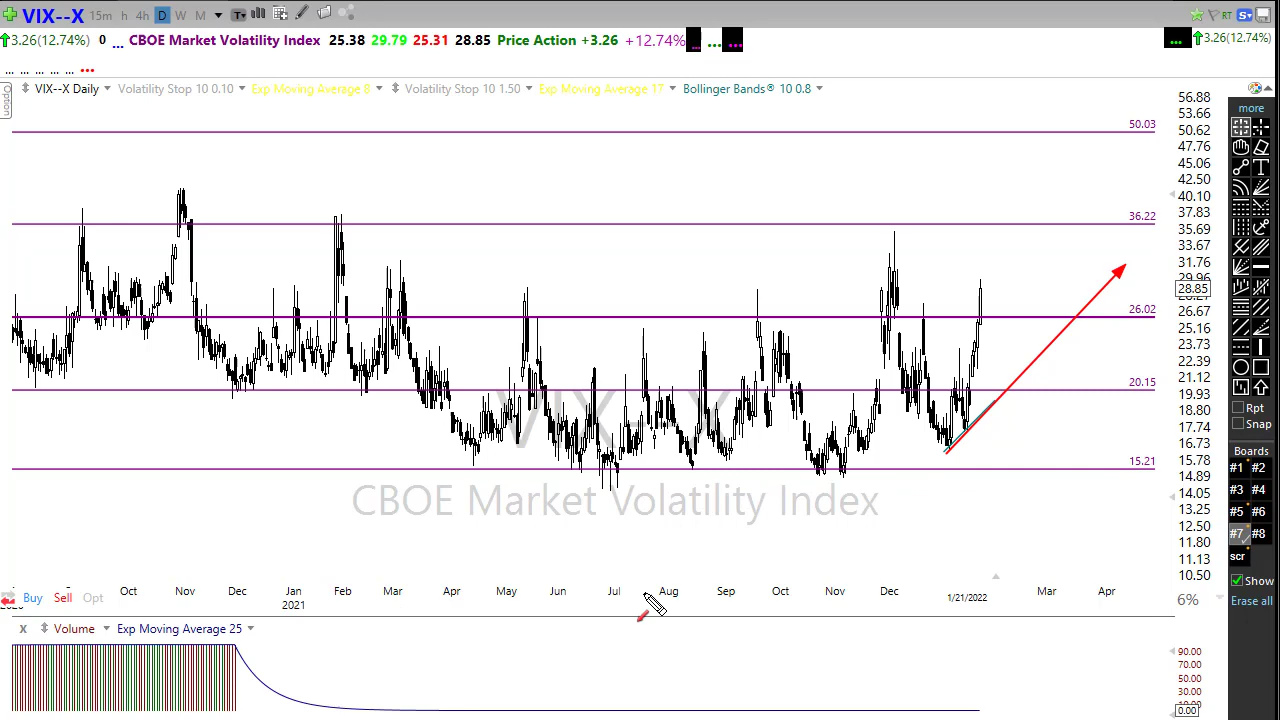 VIX--X 15m h 4h D W M T RT S
3.26(12.74%) 0 ... CBOE Market Volatility Index 25.38 29.79 25.31 28.85 Price Action +3.26 +12.74% ... ... ... ... 3.26(12.74%)
... ... ... ... ... ...
Option
VIX--X Daily Volatility Stop 10 0.10 Exp Moving Average 8 Volatility Stop 10 1.50 Exp Moving Average 17 Bollinger Bands® 10 0.8
56.88
53.66
50.03
50.62
47.76
45.06
42.50
40.10
37.83
36.22
35.69
33.67
31.76
29.96
28.85
26.02
26.67
25.16
23.73
22.39
21.12
20.15
19.93
18.80
17.74
16.73
15.21
15.78
14.89
14.05
13.25
12.50
11.80
11.13
10.50
VIX--X
CBOE Market Volatility Index
Oct Nov Dec Jan Feb Mar Apr May Jun Jul Aug Sep Oct Nov Dec 1/21/2022 Mar Apr
2021
Buy Sell Opt
6%
X Volume Exp Moving Average 25
90.00
70.00
50.00
30.00
0.00
more
T
Rpt
Snap
Boards
#1 #2
#3 #4
#5 #6
#7 #8
scr
Show
Erase all